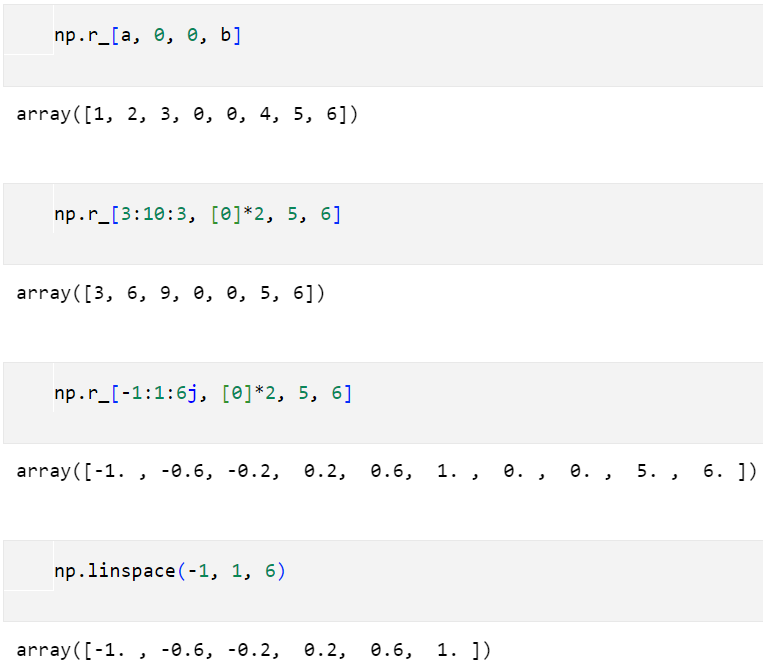 np.r_[a, 0, 0, b]
array([1, 2, 3, 0, 0, 4, 5, 6])
np.r_[3:10:3, [0]*2, 5, 6]
array([3, 6, 9, 0, 0, 5, 6])
np.r_[-1:1:6j, [0]*2, 5, 6]
array([-1. , -0.6, -0.2,  0.2,  0.6,  1. ,  0. ,  0. ,  5. ,  6. ])
np.linspace(-1, 1, 6)
array([-1. , -0.6, -0.2,  0.2,  0.6,  1. ])